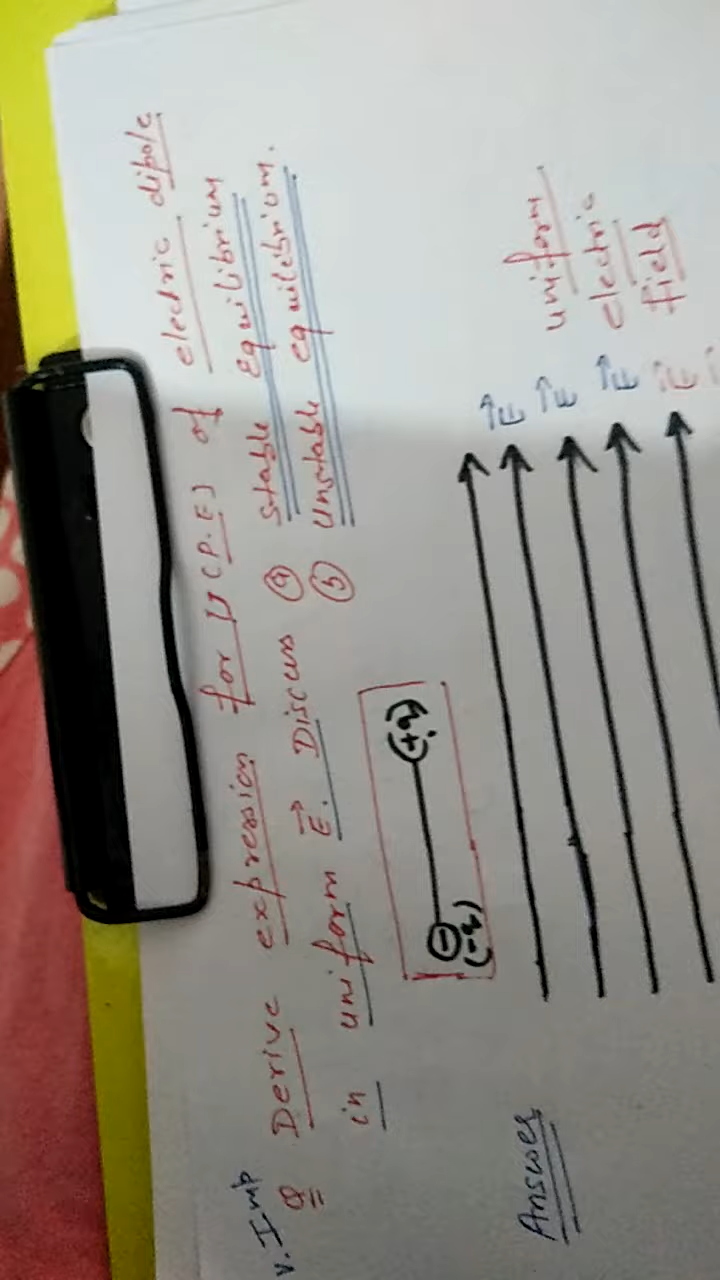 V. Imp
Q Derive expression for U (P.E) of electric dipole
in uniform E⃗. Discuss (a) stable equilibrium
(b) unstable equilibrium.
(-q) (+q)
Answer
E⃗
E⃗
E⃗
E⃗
uniform
electric
field